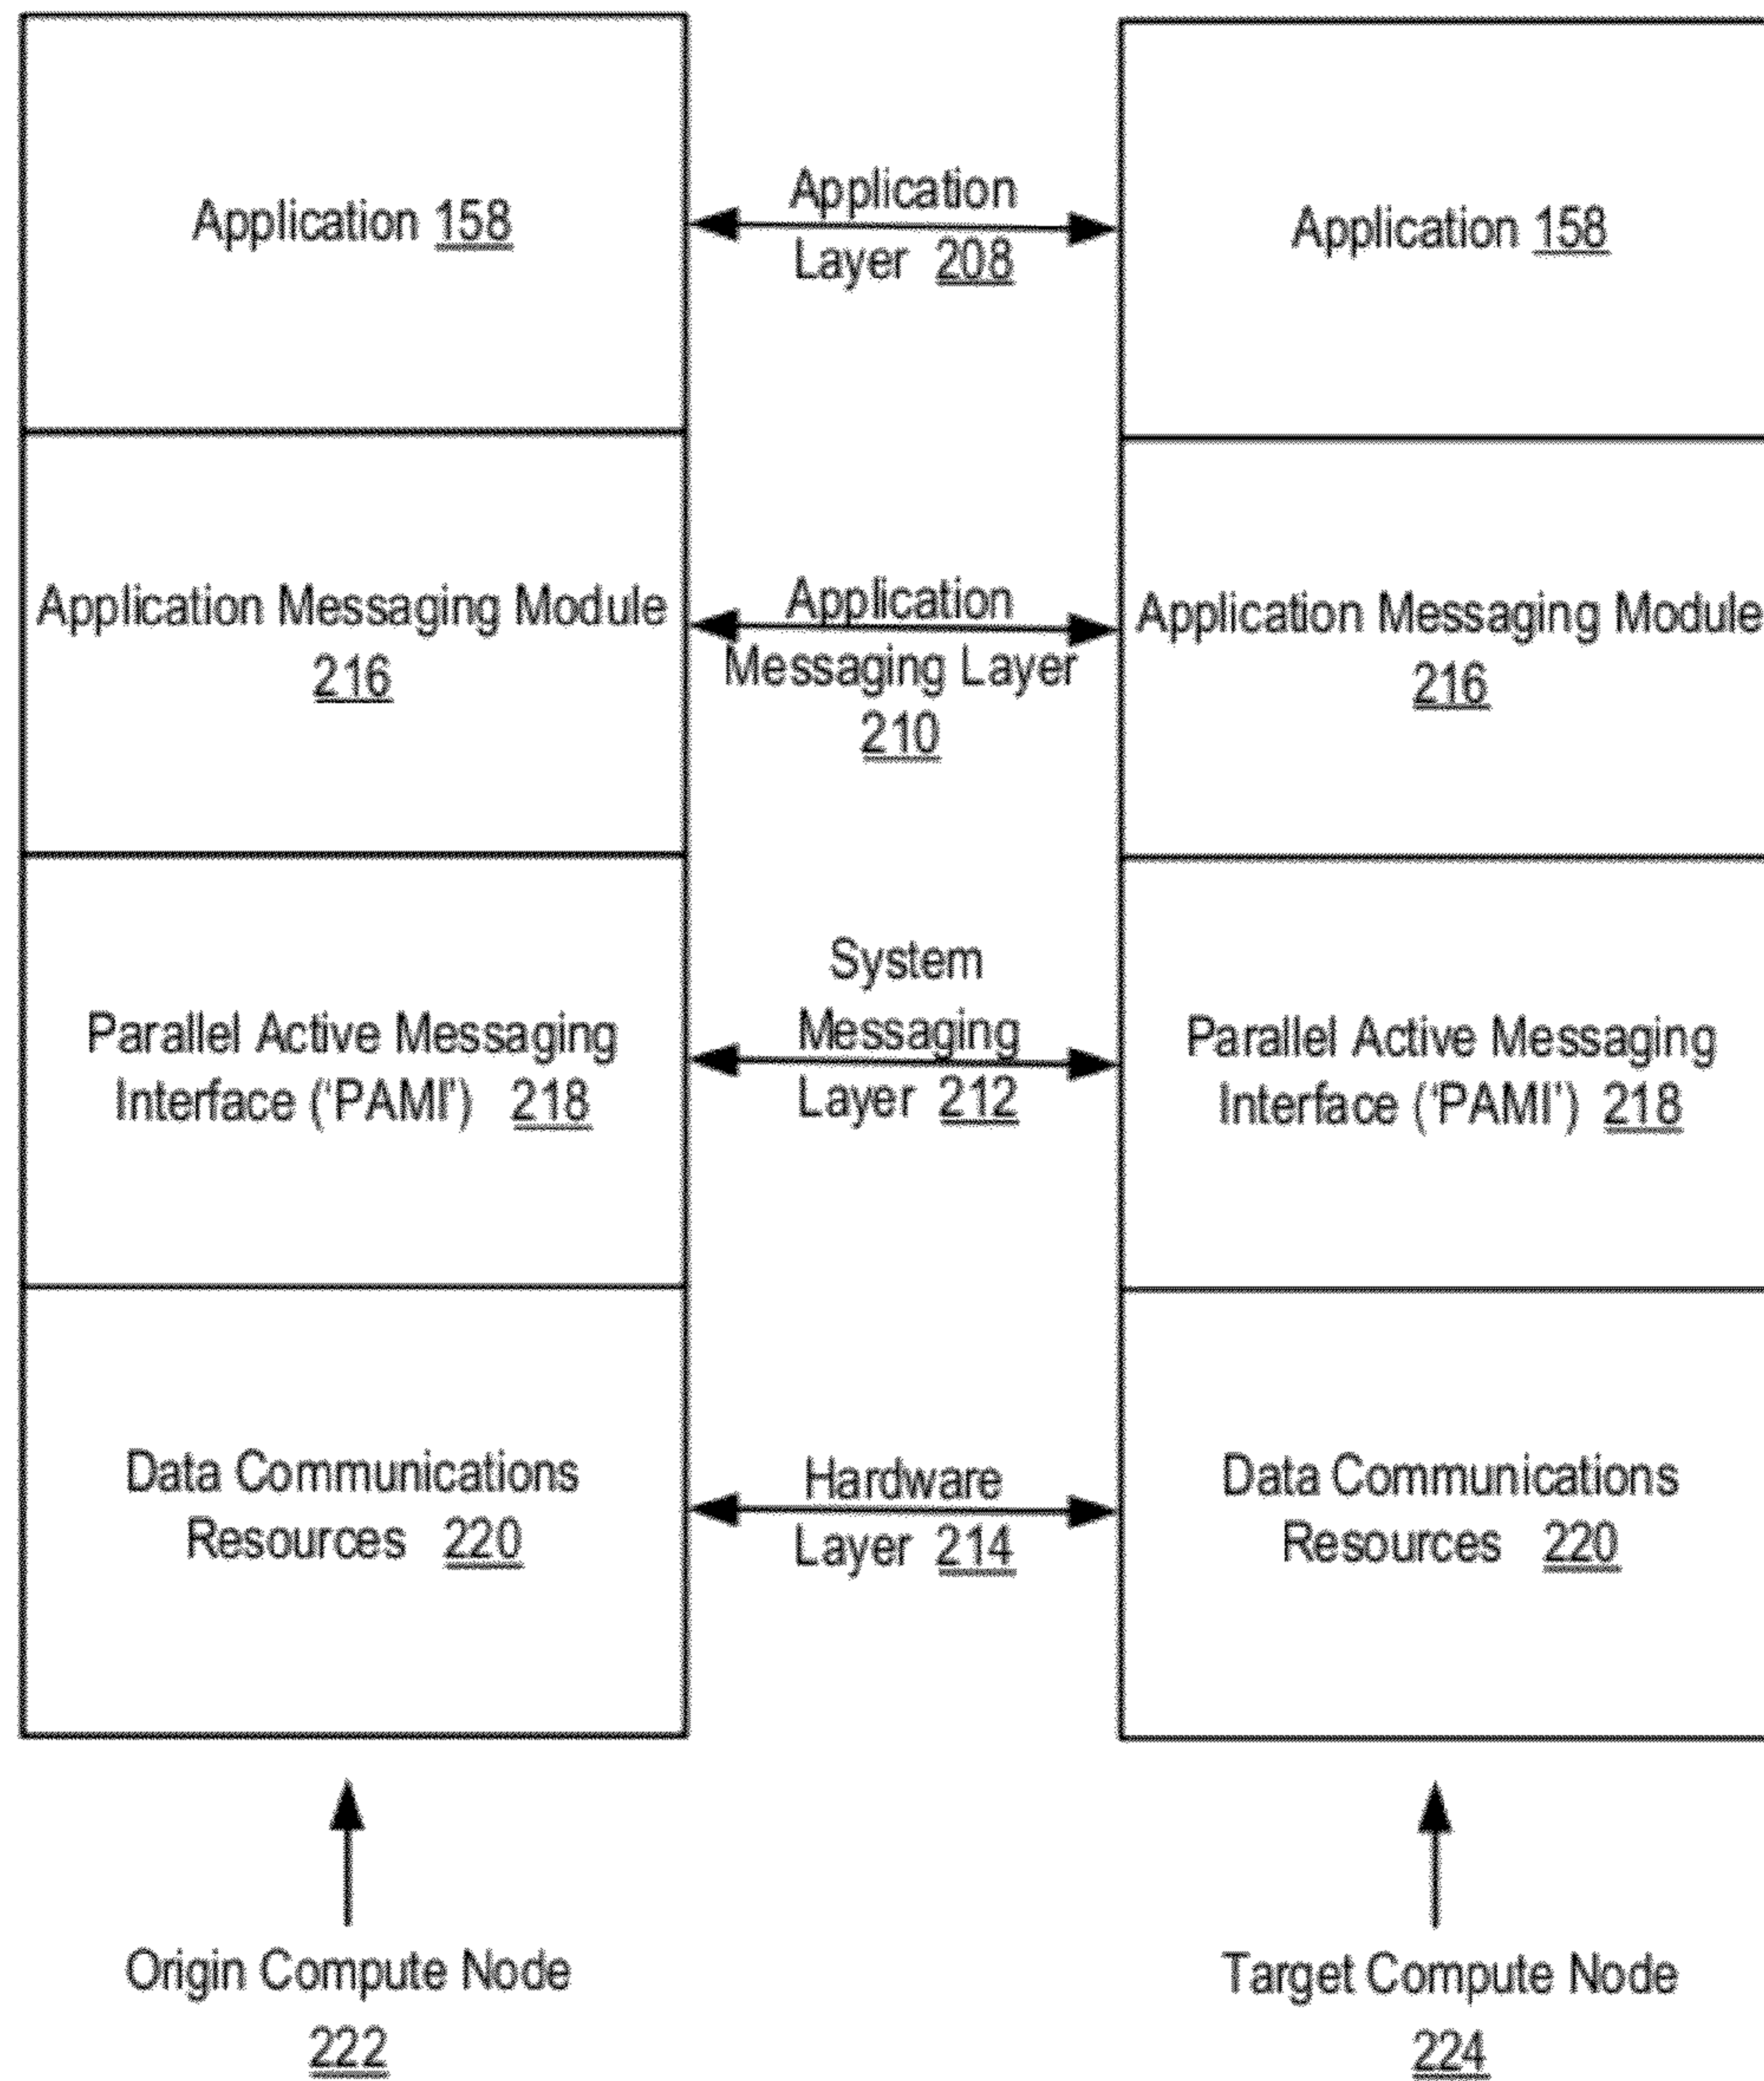 Application 158
Application
Layer 208
Application 158
Application Messaging Module
216
Application
Messaging Layer
210
Application Messaging Module
216
Parallel Active Messaging
Interface (‘PAMI’) 218
System
Messaging
Layer 212
Parallel Active Messaging
Interface (‘PAMI’) 218
Data Communications
Resources 220
Hardware
Layer 214
Data Communications
Resources 220
Origin Compute Node
222
Target Compute Node
224